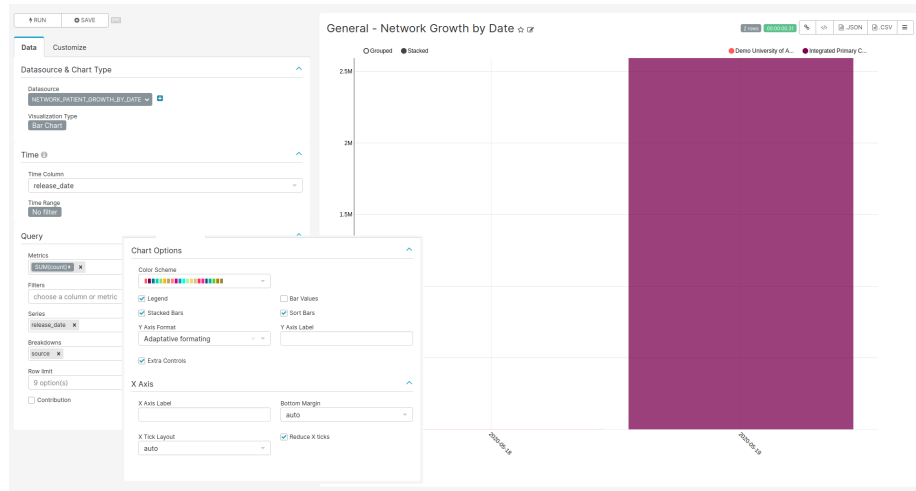 RUN
SAVE
Data
Customize
Datasource & Chart Type
Datasource
NETWORK_PATIENT_GROWTH_BY_DATE
Visualization Type
Bar Chart
Time
Time Column
release_date
Time Range
No filter
Query
Metrics
SUM(count)
Filters
choose a column or metric
Series
release_date x
Breakdowns
source x
Row limit
9 option(s)
Contribution
Chart Options
Color Scheme
Legend
Bar Values
Stacked Bars
Sort Bars
Y Axis Format
Y Axis Label
Adaptative formating
Extra Controls
X Axis
X Axis Label
Bottom Margin
auto
X Tick Layout
Reduce X ticks
auto
General - Network Growth by Date
2 rows
00:00:00.31
</>
.JSON
.CSV
Grouped
Stacked
Demo University of A...
Integrated Primary C...
2.5M
2M
1.5M
2020-05-18
2020-05-19